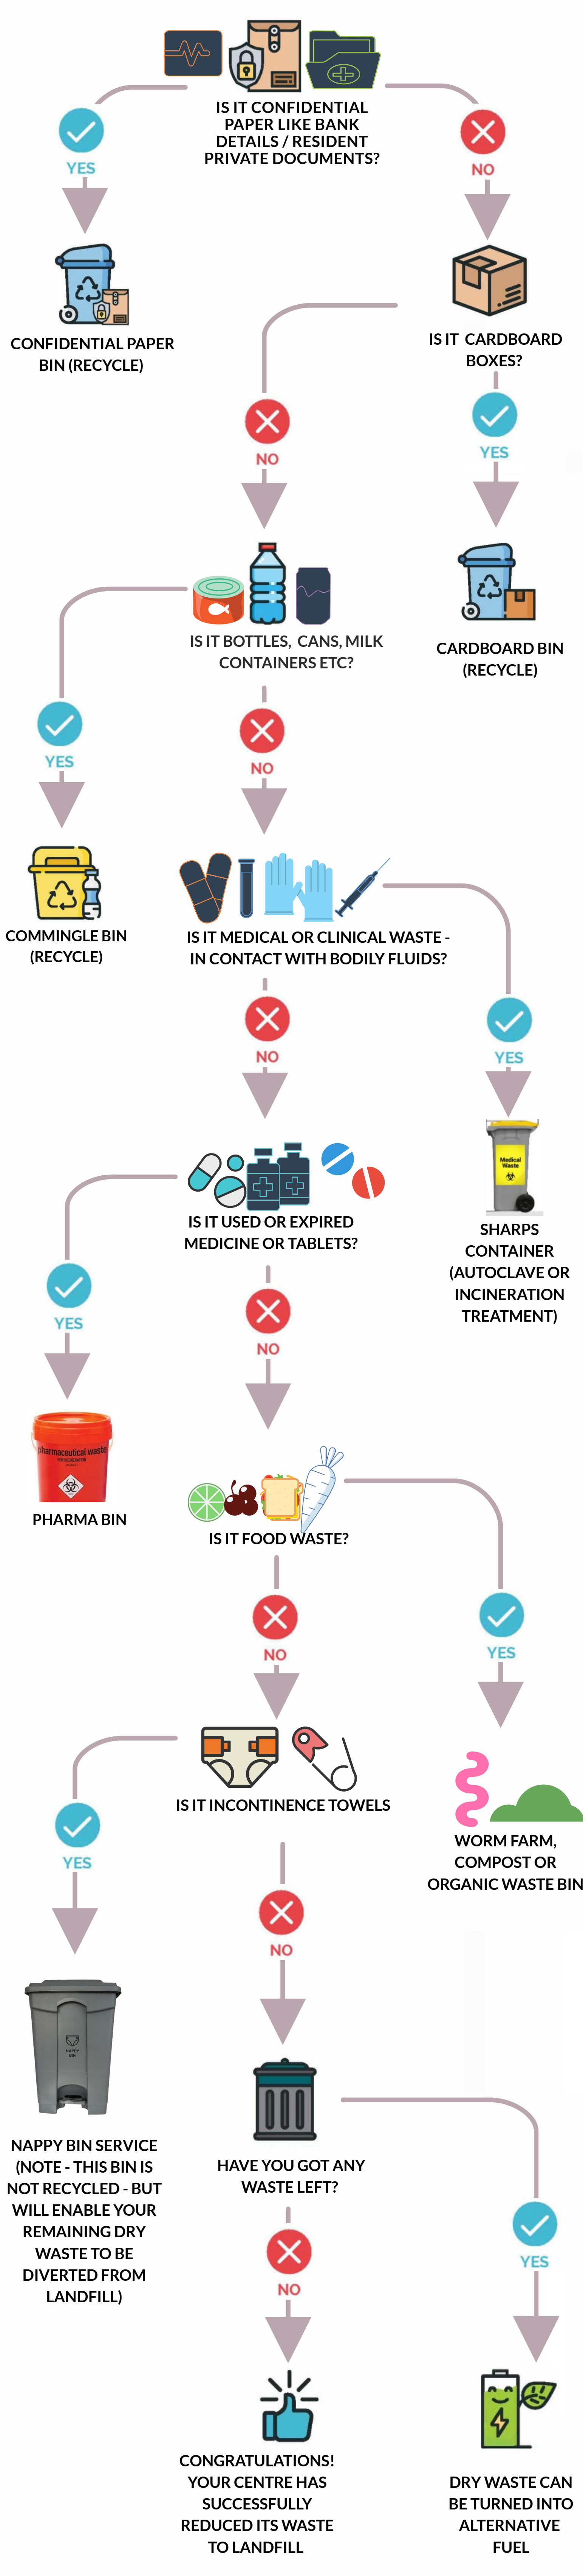 IS IT CONFIDENTIAL
PAPER LIKE BANK
DETAILS / RESIDENT
PRIVATE DOCUMENTS?
YES
NO
CONFIDENTIAL PAPER
BIN (RECYCLE)
IS IT CARDBOARD
BOXES?
NO
YES
CARDBOARD BIN
(RECYCLE)
IS IT BOTTLES, CANS, MILK
CONTAINERS ETC?
YES
NO
COMMINGLE BIN
(RECYCLE)
IS IT MEDICAL OR CLINICAL WASTE -
IN CONTACT WITH BODILY FLUIDS?
NO
YES
Medical
Waste
SHARPS
CONTAINER
(AUTOCLAVE OR
INCINERATION
TREATMENT)
IS IT USED OR EXPIRED
MEDICINE OR TABLETS?
YES
NO
pharmaceutical waste
PHARMA BIN
IS IT FOOD WASTE?
NO
YES
WORM FARM,
COMPOST OR
ORGANIC WASTE BIN
IS IT INCONTINENCE TOWELS
YES
NO
NAPPY
BIN
NAPPY BIN SERVICE
(NOTE - THIS BIN IS
NOT RECYCLED - BUT
WILL ENABLE YOUR
REMAINING DRY
WASTE TO BE
DIVERTED FROM
LANDFILL)
HAVE YOU GOT ANY
WASTE LEFT?
NO
YES
CONGRATULATIONS!
YOUR CENTRE HAS
SUCCESSFULLY
REDUCED ITS WASTE
TO LANDFILL
DRY WASTE CAN
BE TURNED INTO
ALTERNATIVE
FUEL